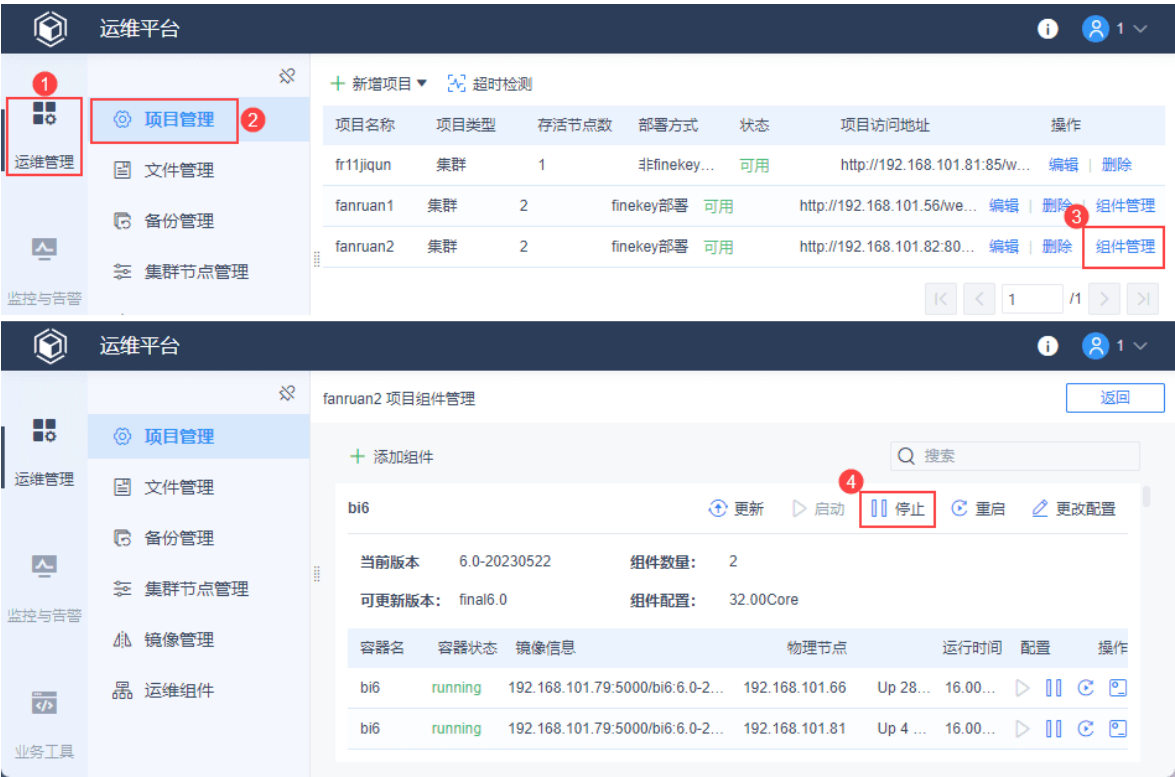 运维平台 1
1
新增项目 超时检测
项目管理 2
项目名称 项目类型 存活节点数 部署方式 状态 项目访问地址 操作
运维管理
文件管理
fr11jiqun 集群 1 非finekey... 可用 http://192.168.101.81:85/w... 编辑 | 删除
备份管理
fanruan1 集群 2 finekey部署 可用 http://192.168.101.56/we... 编辑 | 删除 组件管理
3
fanruan2 集群 2 finekey部署 可用 http://192.168.101.82:80... 编辑 | 删除 组件管理
集群节点管理
监控与告警
1 /1
运维平台 1
fanruan2 项目组件管理 返回
项目管理
添加组件 搜索
运维管理
文件管理
4
bi6 更新 启动 停止 重启 更改配置
备份管理
当前版本 6.0-20230522 组件数量： 2
集群节点管理
可更新版本： final6.0 组件配置： 32.00Core
监控与告警
镜像管理
容器名 容器状态 镜像信息 物理节点 运行时间 配置 操作
运维组件
bi6 running 192.168.101.79:5000/bi6:6.0-2... 192.168.101.66 Up 28... 16.00...
bi6 running 192.168.101.79:5000/bi6:6.0-2... 192.168.101.81 Up 4 ... 16.00...
业务工具